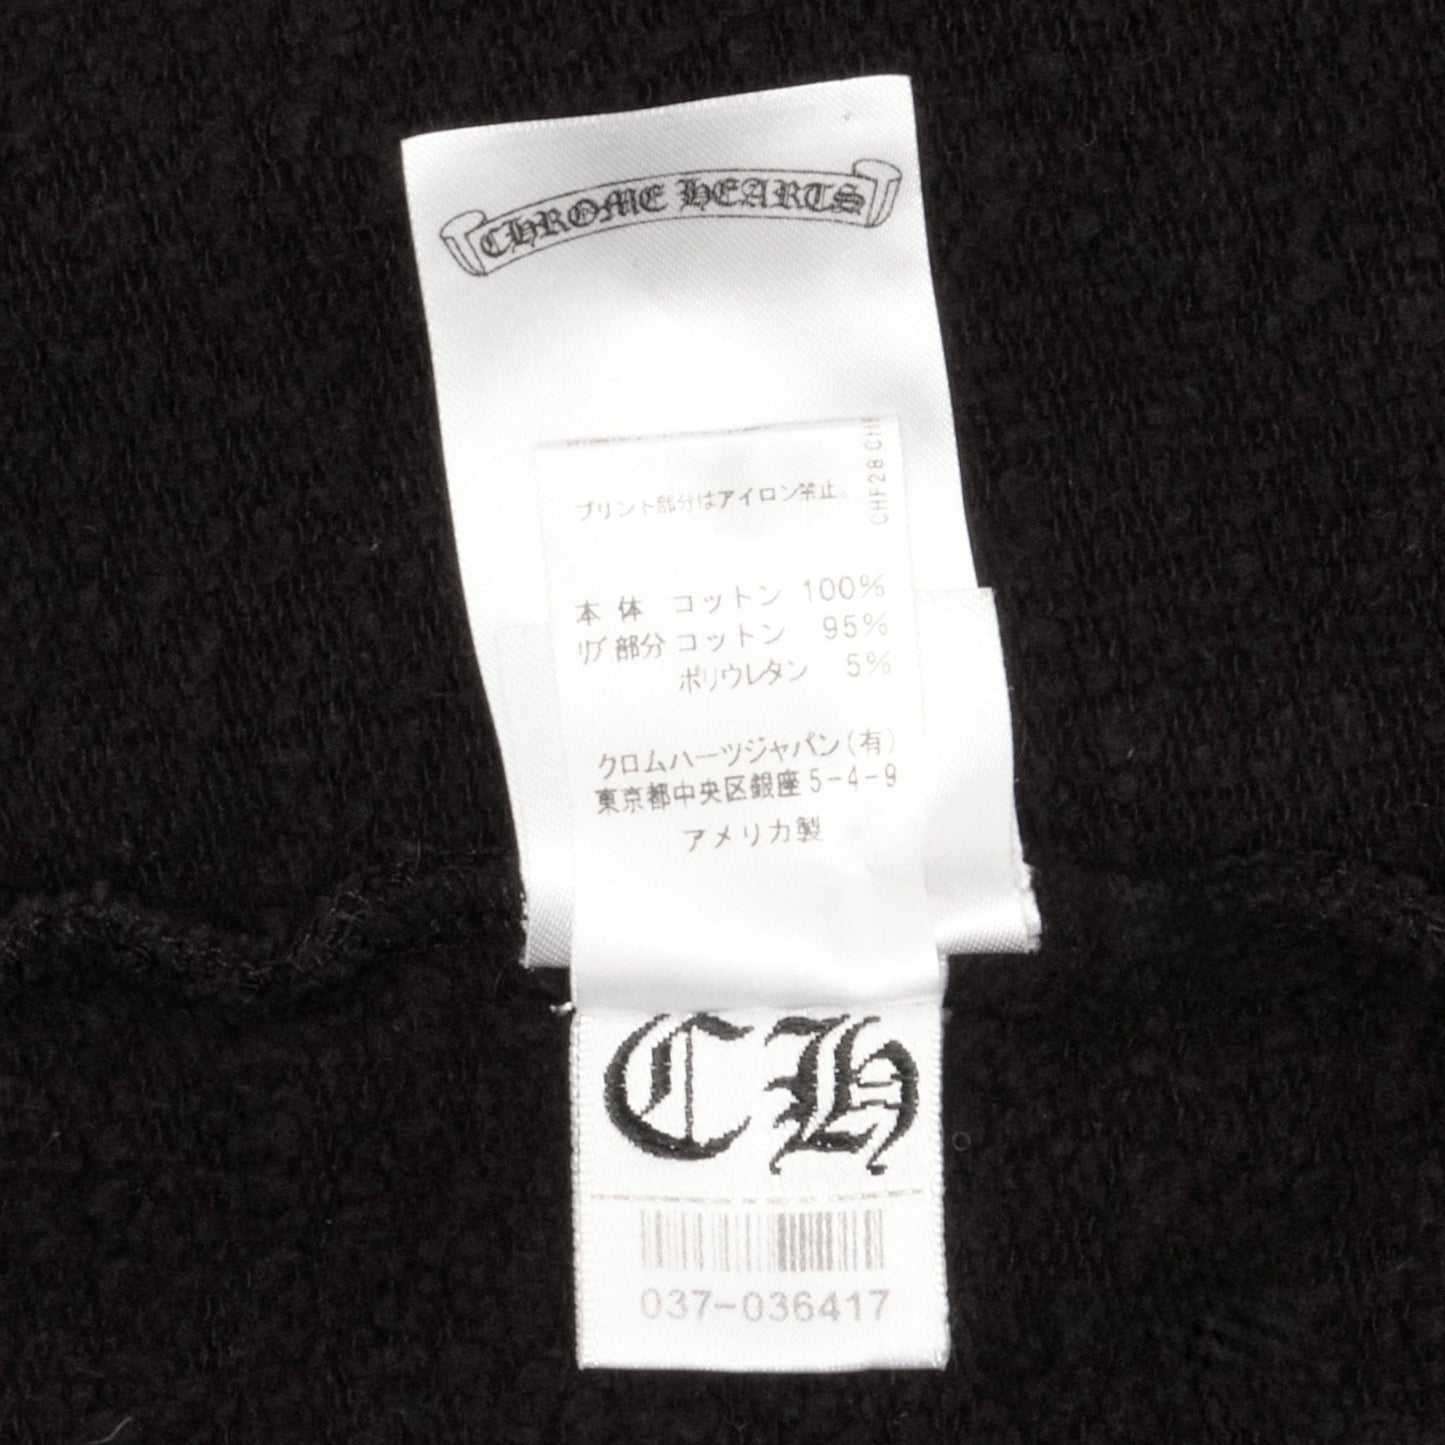 CHROME HEARTS
CHF28 CH
プリント部分はアイロン禁止。
本 体 コットン 100%
リブ部分 コットン 95%
ポリウレタン 5%
クロムハーツジャパン(有)
東京都中央区銀座5-4-9
アメリカ製
CH
037-036417